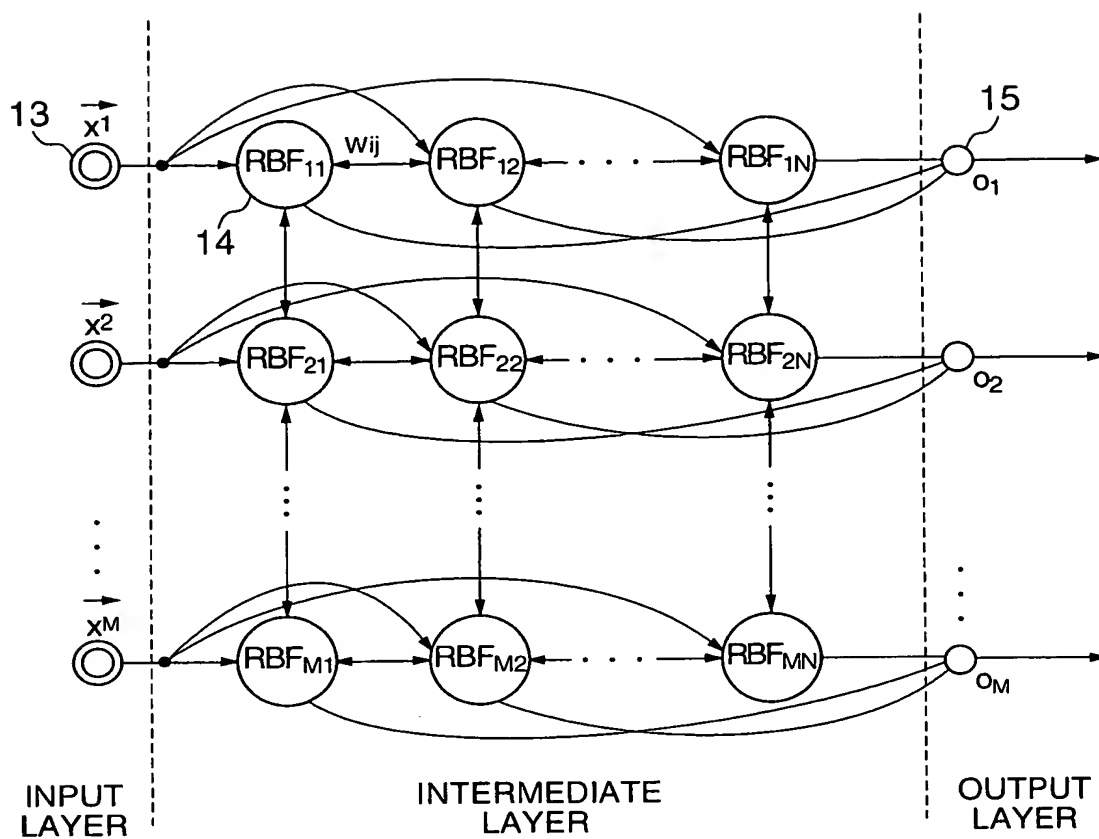 13
x¹
RBF₁₁
Wij
RBF₁₂
. . .
RBF₁N
15
o₁
14
x²
RBF₂₁
RBF₂₂
. . .
RBF₂N
o₂
xᴹ
RBFM1
RBFM2
. . .
RBFMN
oM
INPUT
LAYER
INTERMEDIATE
LAYER
OUTPUT
LAYER